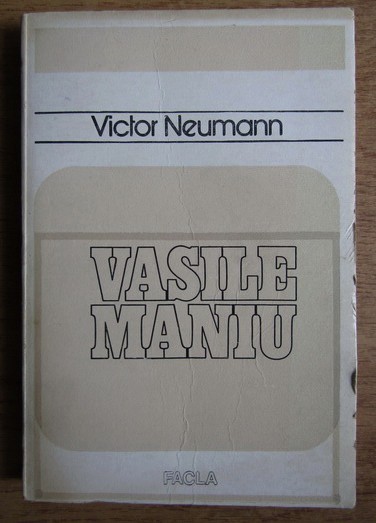 Victor Neumann
VASILE
MANIU
FACLA